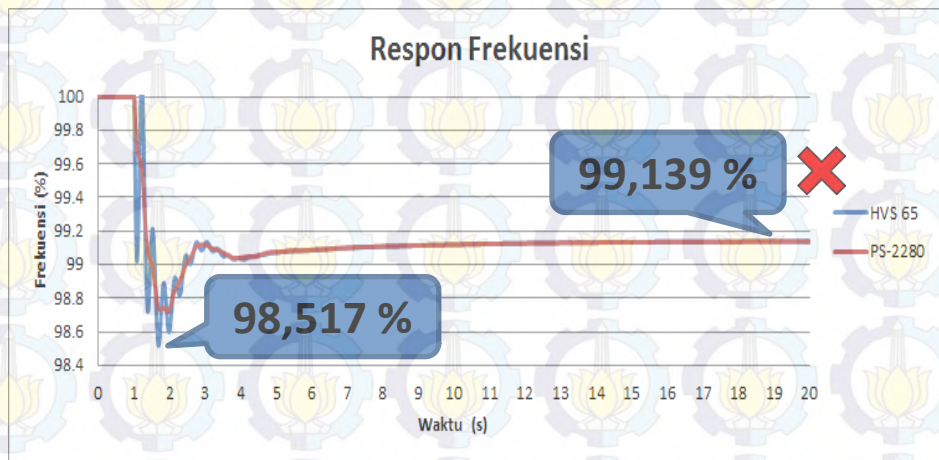 Respon Frekuensi
Frekuensi (%)
100
99.8
99.6
99.4
99.2
99
98.8
98.6
98.4
99,139 %
98,517 %
HVS 65
PS-2280
0 1 2 3 4 5 6 7 8 9 10 11 12 13 14 15 16 17 18 19 20
Waktu (s)